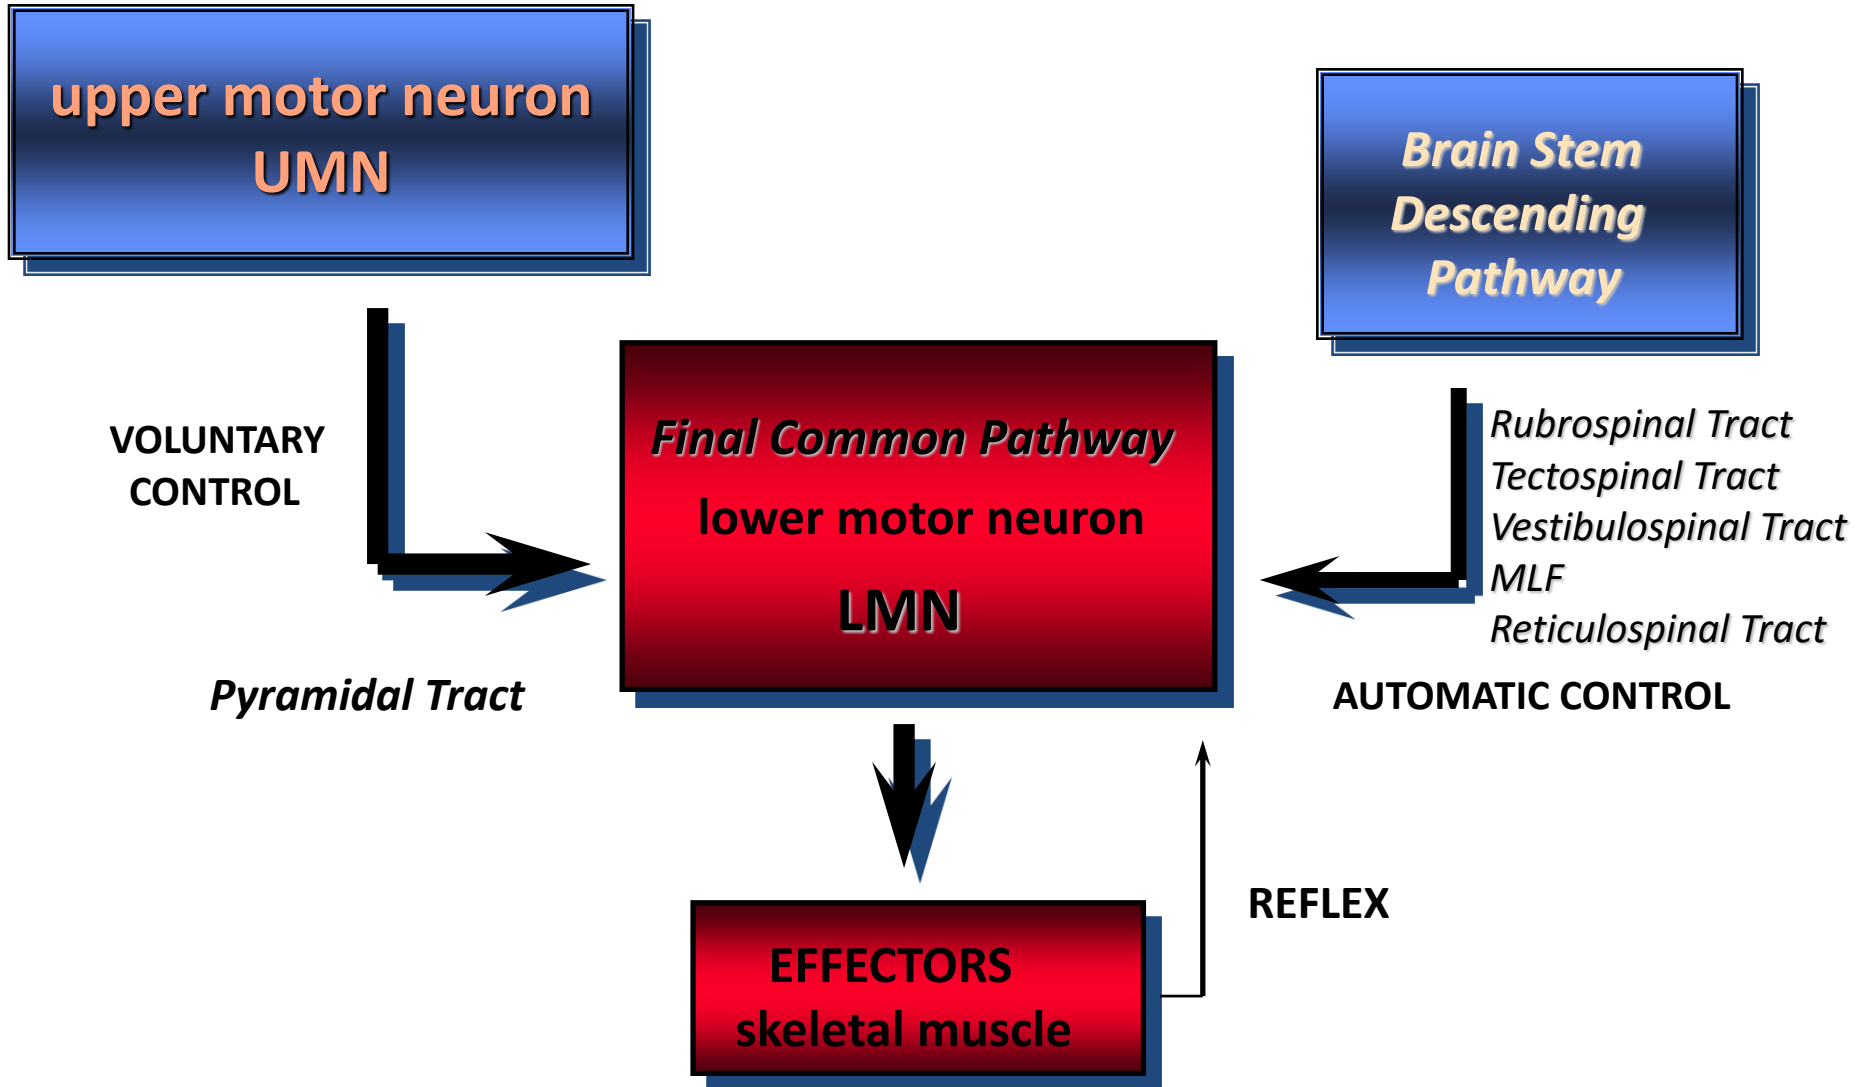 upper motor neuron
UMN
Brain Stem
Descending
Pathway
VOLUNTARY
CONTROL
Pyramidal Tract
Final Common Pathway
lower motor neuron
LMN
Rubrospinal Tract
Tectospinal Tract
Vestibulospinal Tract
MLF
Reticulospinal Tract
AUTOMATIC CONTROL
REFLEX
EFFECTORS
skeletal muscle